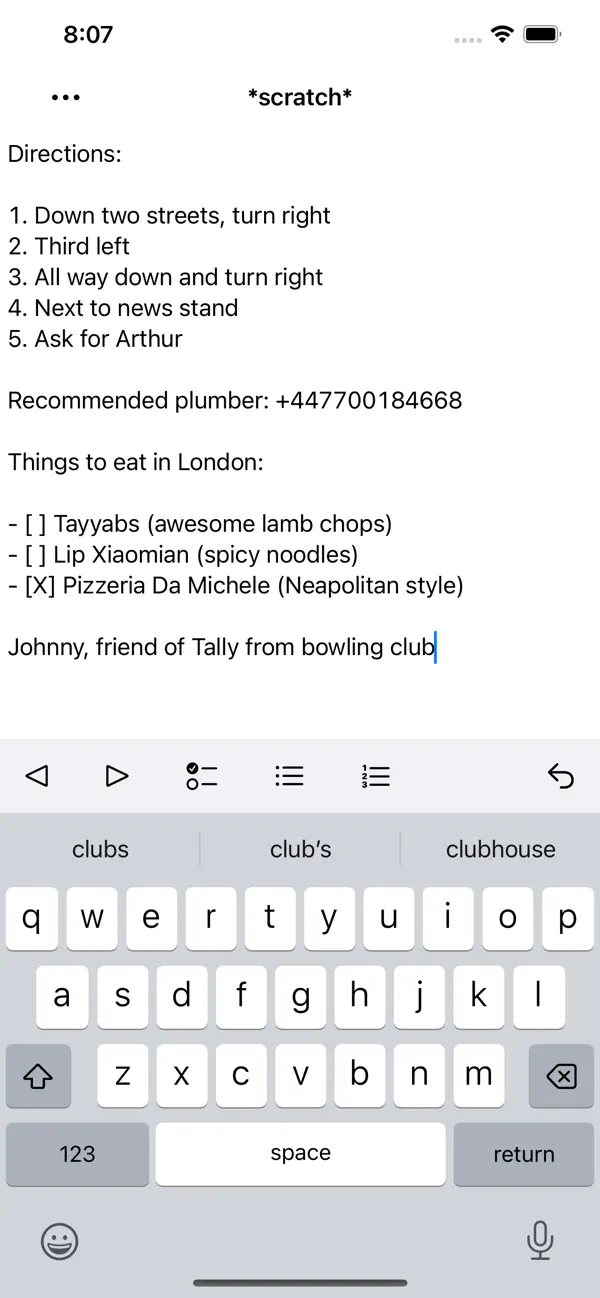 8:07
*scratch*
Directions:
1. Down two streets, turn right
2. Third left
3. All way down and turn right
4. Next to news stand
5. Ask for Arthur
Recommended plumber: +447700184668
Things to eat in London:
- [ ] Tayyabs (awesome lamb chops)
- [ ] Lip Xiaomian (spicy noodles)
- [X] Pizzeria Da Michele (Neapolitan style)
Johnny, friend of Tally from bowling club
1
2
3
clubs club's clubhouse
q w e r t y u i o p
a s d f g h j k l
z x c v b n m
123 space return